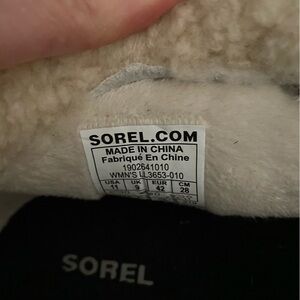 SOREL.COM
MADE IN CHINA
Fabriqué En Chine
1902641010
WMN'S LL3653-010
USA UK EUR CM
11 9 42 28
SOREL